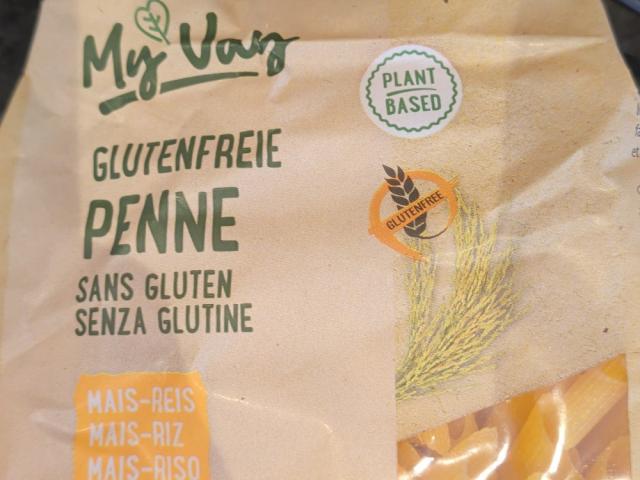 My Vay
PLANT
BASED
GLUTENFREIE
PENNE
GLUTENFREE
SANS GLUTEN
SENZA GLUTINE
MAIS-REIS
MAIS-RIZ
MAIS-RISO